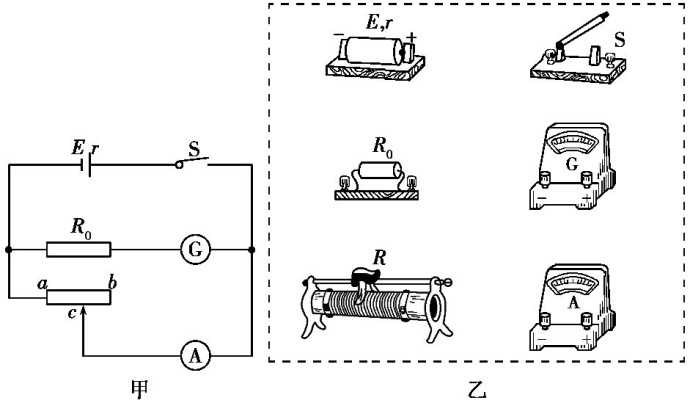 E,r
S
R₀
G
a
b
c
A
甲
E,r
− +
S
R₀
G
− +
R
A
− +
乙